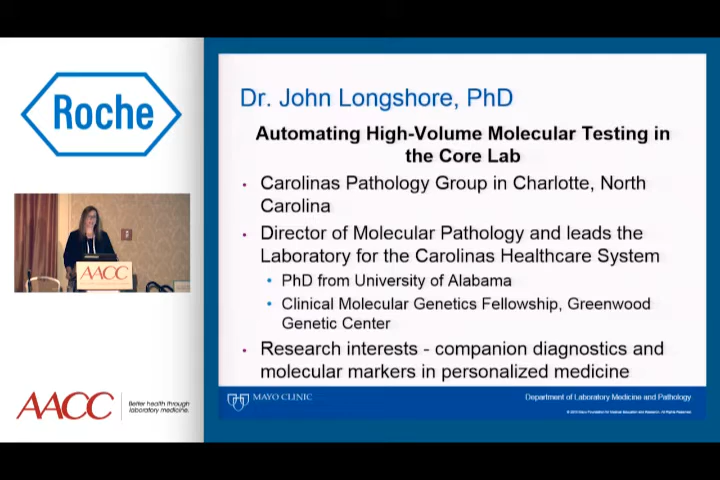 Roche
AACC
AACC
Better health through
laboratory medicine.
Dr. John Longshore, PhD
Automating High-Volume Molecular Testing in
the Core Lab
• Carolinas Pathology Group in Charlotte, North
Carolina
• Director of Molecular Pathology and leads the
Laboratory for the Carolinas Healthcare System
• PhD from University of Alabama
• Clinical Molecular Genetics Fellowship, Greenwood
Genetic Center
• Research interests - companion diagnostics and
molecular markers in personalized medicine
MAYO CLINIC
Department of Laboratory Medicine and Pathology